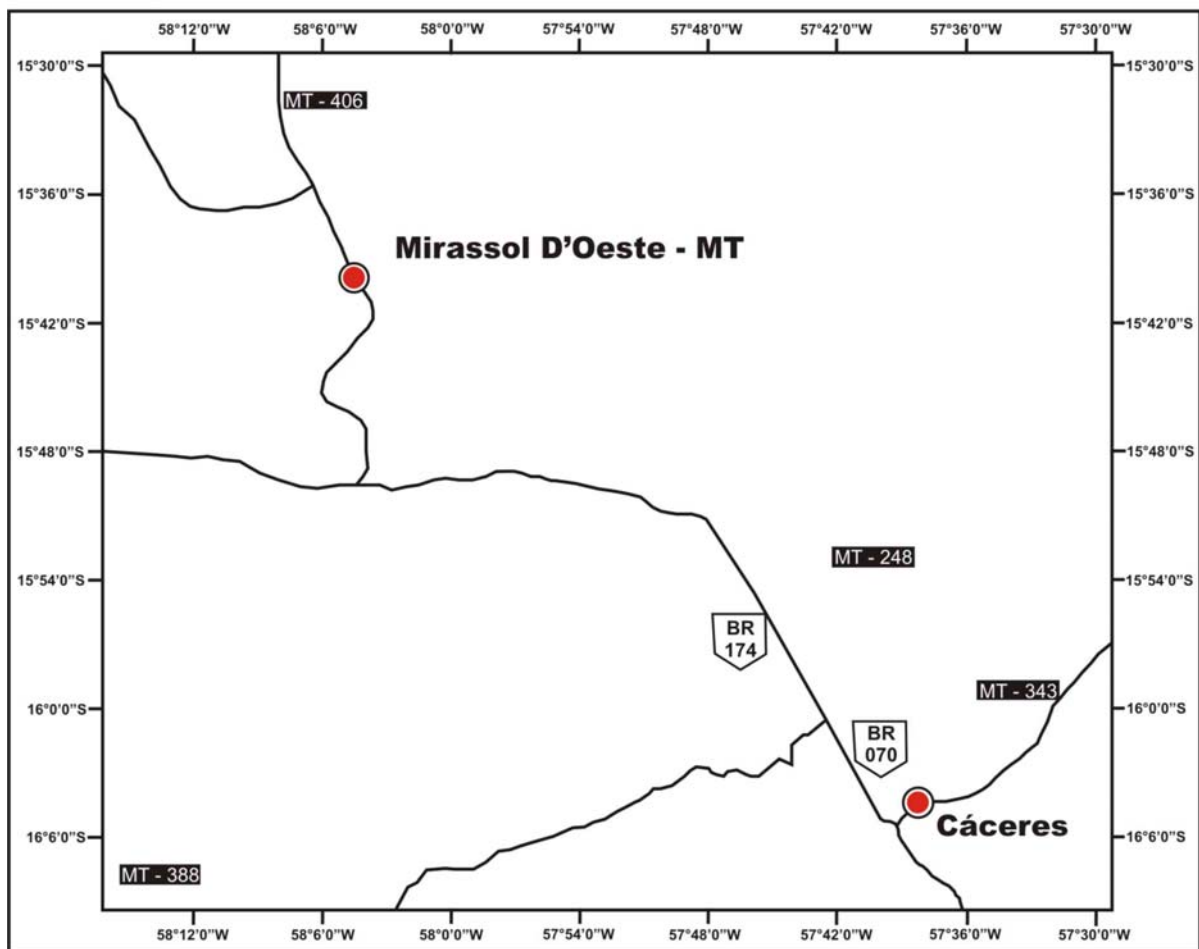 58°12'0"W 58°6'0"W 58°0'0"W 57°54'0"W 57°48'0"W 57°42'0"W 57°36'0"W 57°30'0"W
15°30'0"S 15°30'0"S
MT - 406
15°36'0"S 15°36'0"S
Mirassol D'Oeste - MT
15°42'0"S 15°42'0"S
15°48'0"S 15°48'0"S
MT - 248
15°54'0"S 15°54'0"S
BR
174
MT - 343
16°0'0"S 16°0'0"S
BR
070
Cáceres
16°6'0"S 16°6'0"S
MT - 388
58°12'0"W 58°6'0"W 58°0'0"W 57°54'0"W 57°48'0"W 57°42'0"W 57°36'0"W 57°30'0"W